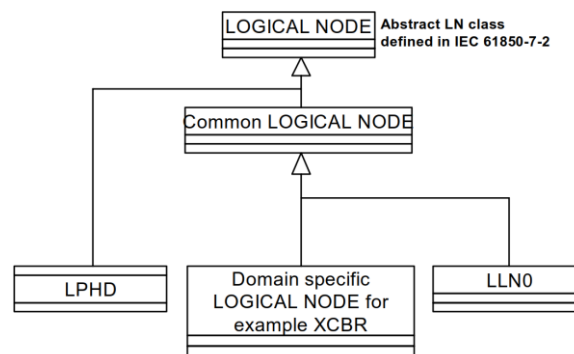 LOGICAL NODE
Abstract LN class
defined in IEC 61850-7-2
Common LOGICAL NODE
LPHD
Domain specific
LOGICAL NODE for
example XCBR
LLN0